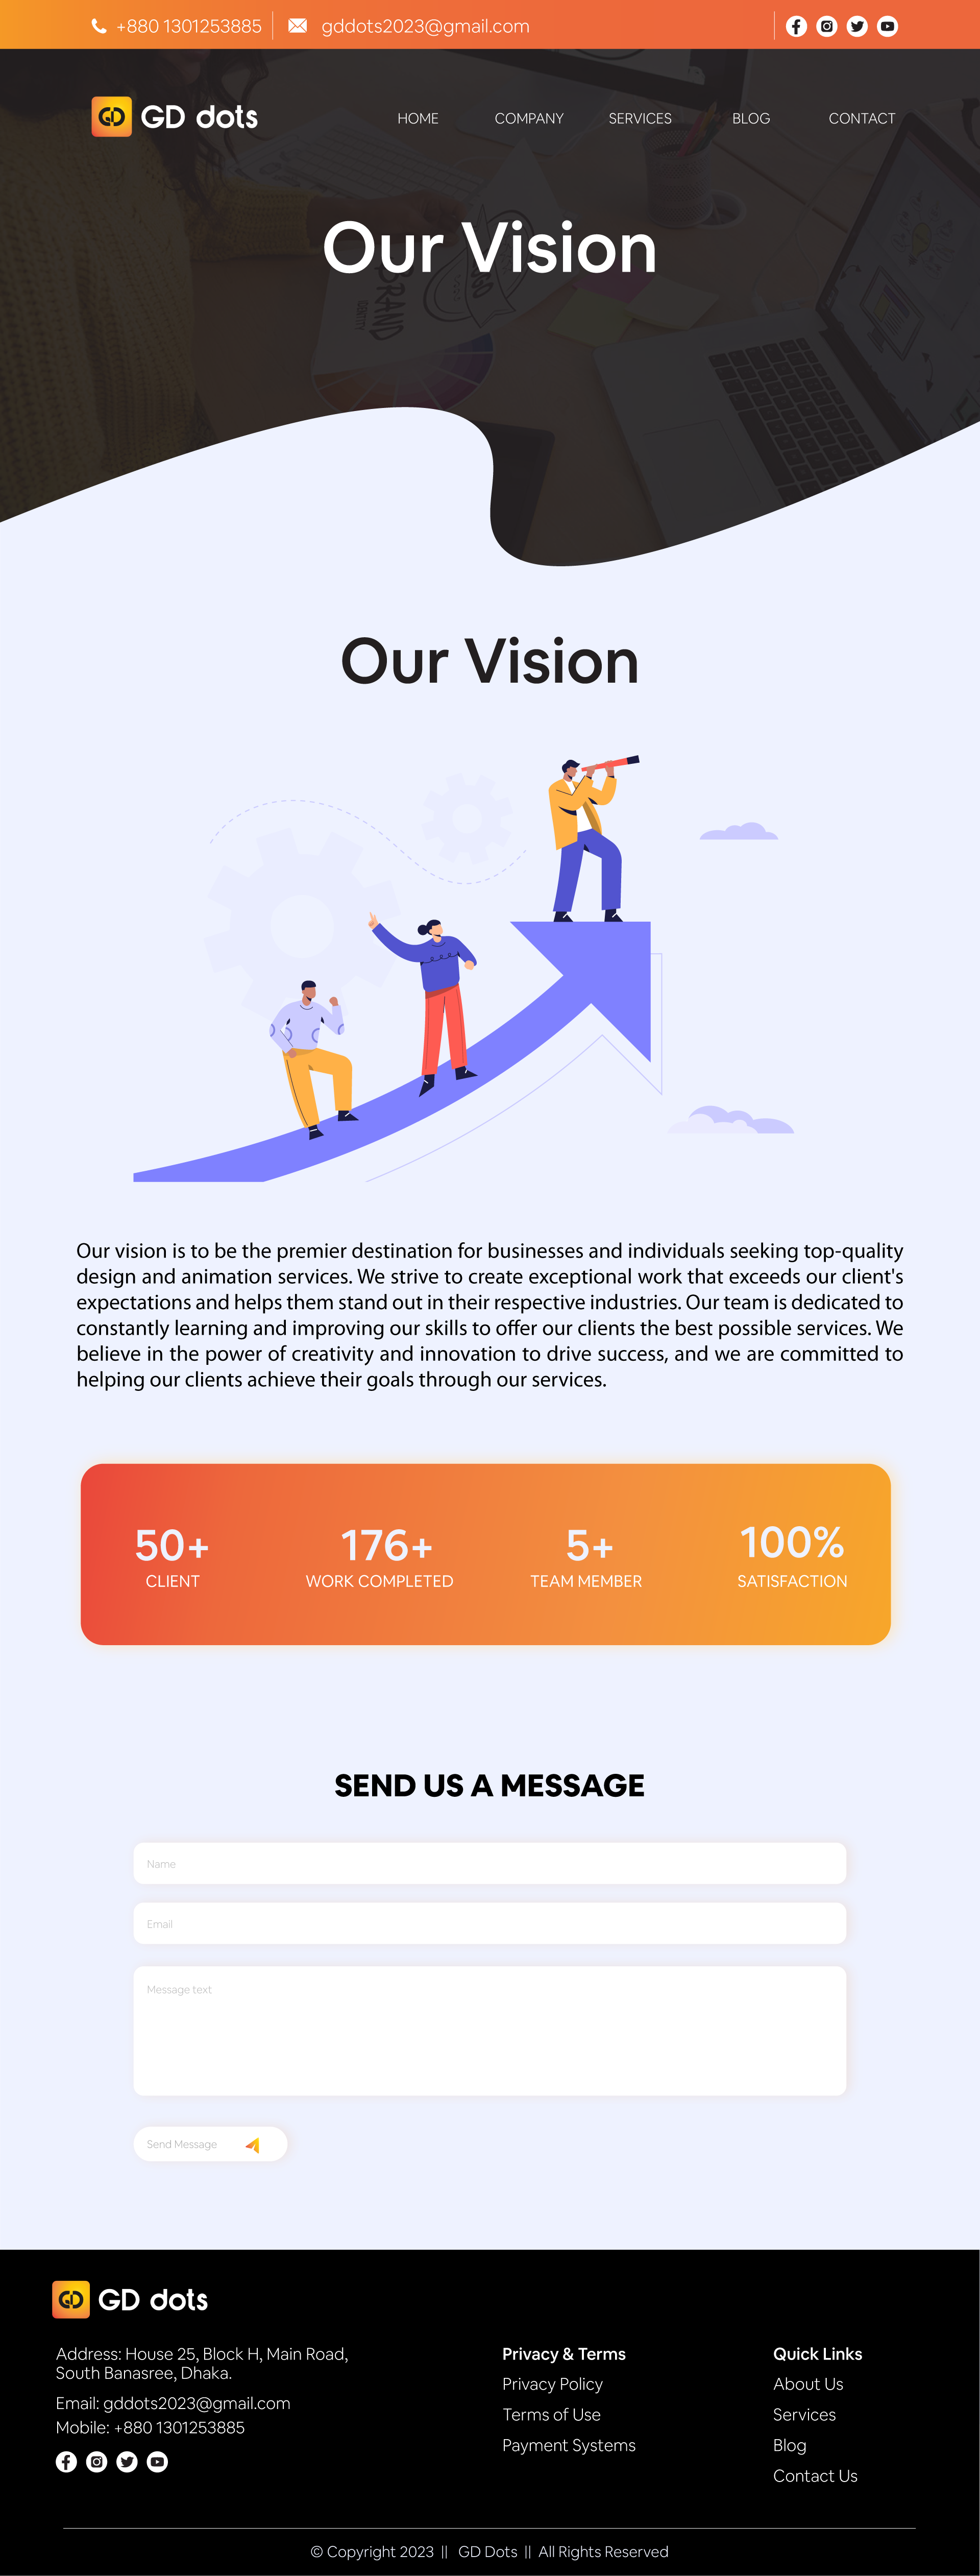 +880 1301253885
gddots2023@gmail.com
GD GD dots
HOME COMPANY SERVICES BLOG CONTACT
Our Vision
BRAND
IDENTITY
Our Vision
Our vision is to be the premier destination for businesses and individuals seeking top-quality
design and animation services. We strive to create exceptional work that exceeds our client's
expectations and helps them stand out in their respective industries. Our team is dedicated to
constantly learning and improving our skills to offer our clients the best possible services. We
believe in the power of creativity and innovation to drive success, and we are committed to
helping our clients achieve their goals through our services.
50+ 176+ 5+ 100%
CLIENT WORK COMPLETED TEAM MEMBER SATISFACTION
SEND US A MESSAGE
Name
Email
Message text
Send Message
GD GD dots
Address: House 25, Block H, Main Road,
South Banasree, Dhaka.
Email: gddots2023@gmail.com
Mobile: +880 1301253885
Privacy & Terms
Privacy Policy
Terms of Use
Payment Systems
Quick Links
About Us
Services
Blog
Contact Us
© Copyright 2023 || GD Dots || All Rights Reserved